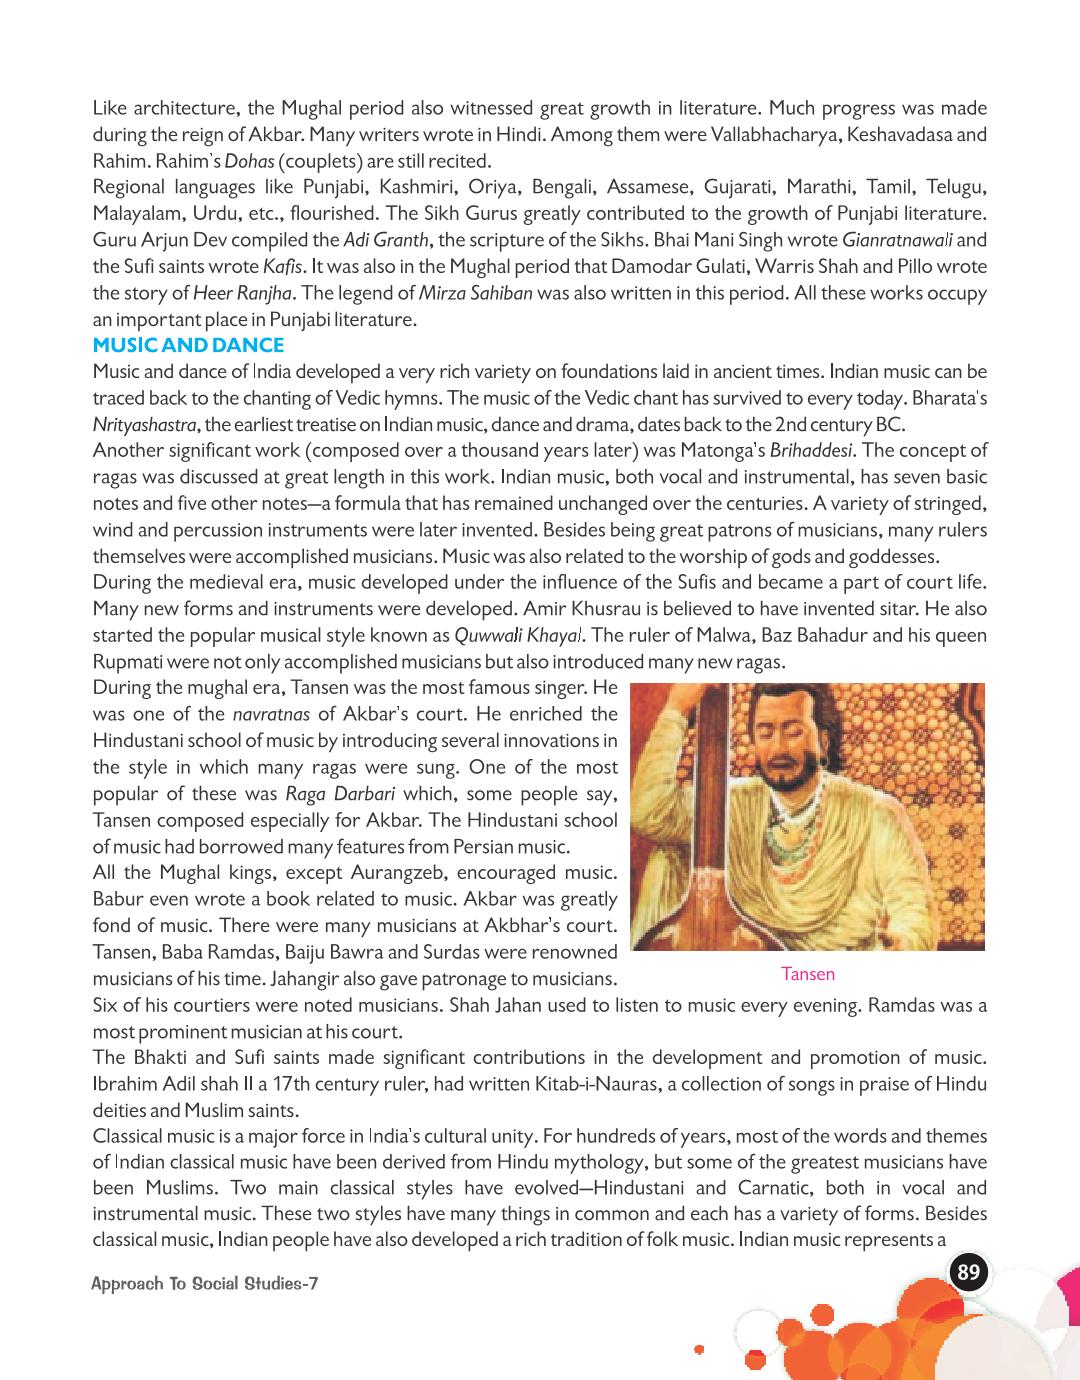 Like architecture, the Mughal period also witnessed great growth in literature. Much progress was made
during the reign of Akbar. Many writers wrote in Hindi. Among them were Vallabhacharya, Keshavadasa and
Rahim. Rahim's Dohas (couplets) are still recited.
Regional languages like Punjabi, Kashmiri, Oriya, Bengali, Assamese, Gujarati, Marathi, Tamil, Telugu,
Malayalam, Urdu, etc., flourished. The Sikh Gurus greatly contributed to the growth of Punjabi literature.
Guru Arjun Dev compiled the Adi Granth, the scripture of the Sikhs. Bhai Mani Singh wrote Gianratnawali and
the Sufi saints wrote Kafis. It was also in the Mughal period that Damodar Gulati, Warris Shah and Pillo wrote
the story of Heer Ranjha. The legend of Mirza Sahiban was also written in this period. All these works occupy
an important place in Punjabi literature.
MUSIC AND DANCE
Music and dance of India developed a very rich variety on foundations laid in ancient times. Indian music can be
traced back to the chanting of Vedic hymns. The music of the Vedic chant has survived to every today. Bharata's
Nrityashastra, the earliest treatise on Indian music, dance and drama, dates back to the 2nd century BC.
Another significant work (composed over a thousand years later) was Matonga's Brihaddesi. The concept of
ragas was discussed at great length in this work. Indian music, both vocal and instrumental, has seven basic
notes and five other notes—a formula that has remained unchanged over the centuries. A variety of stringed,
wind and percussion instruments were later invented. Besides being great patrons of musicians, many rulers
themselves were accomplished musicians. Music was also related to the worship of gods and goddesses.
During the medieval era, music developed under the influence of the Sufis and became a part of court life.
Many new forms and instruments were developed. Amir Khusrau is believed to have invented sitar. He also
started the popular musical style known as Quwwali Khayal. The ruler of Malwa, Baz Bahadur and his queen
Rupmati were not only accomplished musicians but also introduced many new ragas.
During the mughal era, Tansen was the most famous singer. He
was one of the navratnas of Akbar's court. He enriched the
Hindustani school of music by introducing several innovations in
the style in which many ragas were sung. One of the most
popular of these was Raga Darbari which, some people say,
Tansen composed especially for Akbar. The Hindustani school
of music had borrowed many features from Persian music.
All the Mughal kings, except Aurangzeb, encouraged music.
Babur even wrote a book related to music. Akbar was greatly
fond of music. There were many musicians at Akbhar's court.
Tansen, Baba Ramdas, Baiju Bawra and Surdas were renowned
musicians of his time. Jahangir also gave patronage to musicians.
Tansen
Six of his courtiers were noted musicians. Shah Jahan used to listen to music every evening. Ramdas was a
most prominent musician at his court.
The Bhakti and Sufi saints made significant contributions in the development and promotion of music.
Ibrahim Adil shah II a 17th century ruler, had written Kitab-i-Nauras, a collection of songs in praise of Hindu
deities and Muslim saints.
Classical music is a major force in India's cultural unity. For hundreds of years, most of the words and themes
of Indian classical music have been derived from Hindu mythology, but some of the greatest musicians have
been Muslims. Two main classical styles have evolved—Hindustani and Carnatic, both in vocal and
instrumental music. These two styles have many things in common and each has a variety of forms. Besides
classical music, Indian people have also developed a rich tradition of folk music. Indian music represents a
Approach To Social Studies-7
89